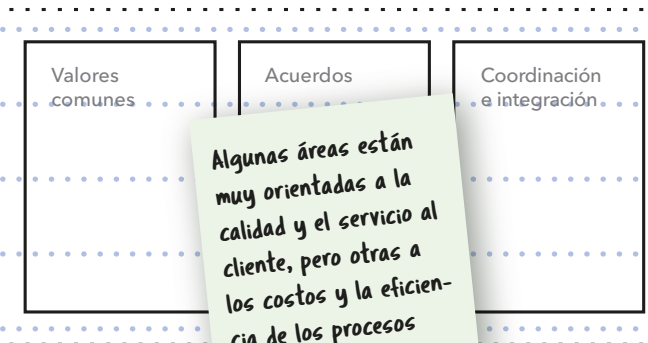 Valores
comunes
Acuerdos
Coordinación
e integración
Algunas áreas están
muy orientadas a la
calidad y el servicio al
cliente, pero otras a
los costos y la eficien-
cia de los procesos